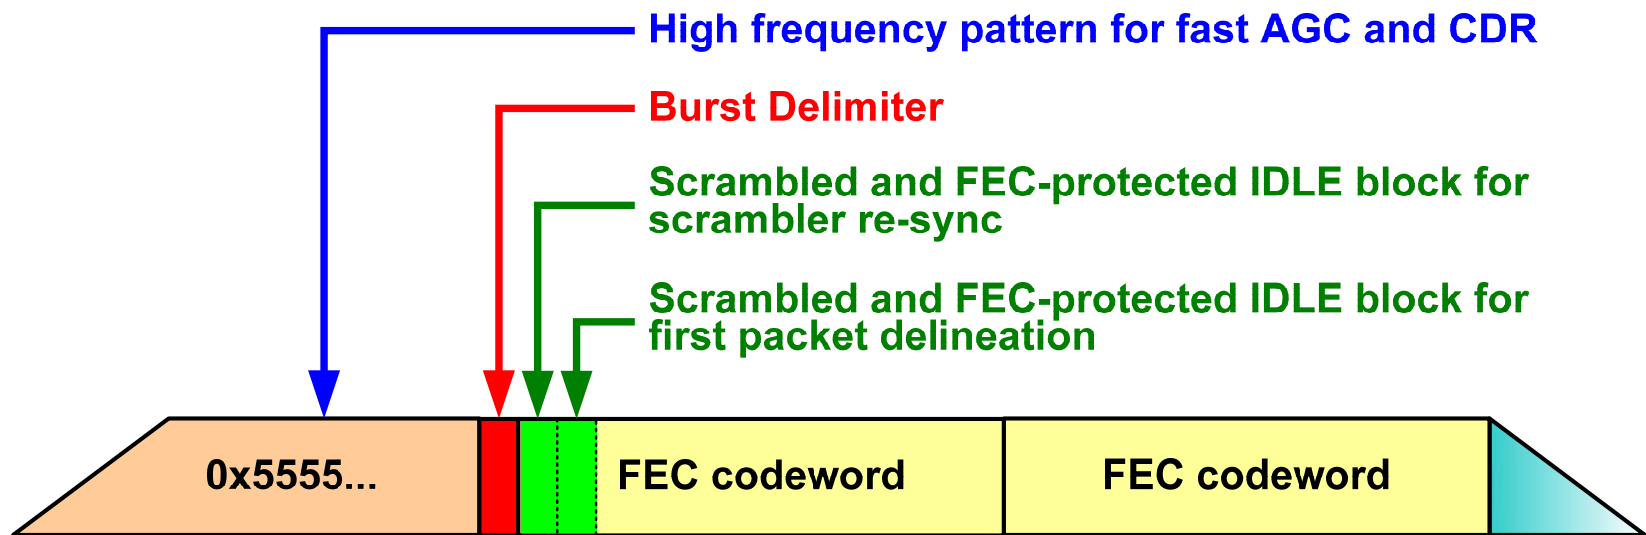 High frequency pattern for fast AGC and CDR
Burst Delimiter
Scrambled and FEC-protected IDLE block for
scrambler re-sync
Scrambled and FEC-protected IDLE block for
first packet delineation
0x5555...
FEC codeword
FEC codeword